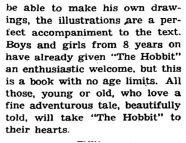 be able to make his own draw-
ings, the illustrations are a per-
fect accompaniment to the text.
Boys and girls from 8 years on
have already given "The Hobbit"
an enthusiastic welcome, but this
is a book with no age limits. All
those, young or old, who love a
fine adventurous tale, beautifully
told, will take "The Hobbit" to
their hearts.